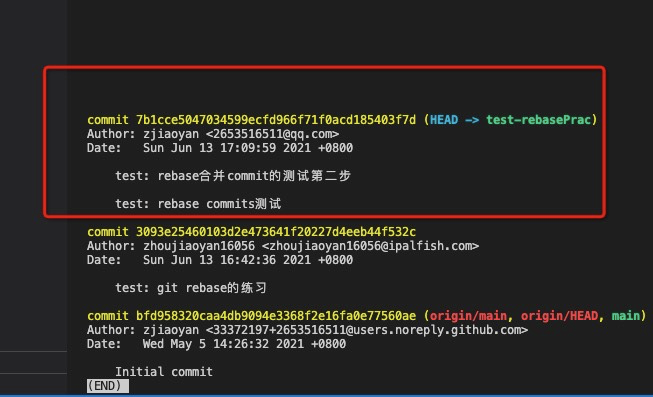 commit 7b1cce5047034599ecfd966f71f0acd185403f7d (HEAD -> test-rebasePrac)
Author: zjiaoyan <2653516511@qq.com>
Date:   Sun Jun 13 17:09:59 2021 +0800
test: rebase合并commit的测试第二步
test: rebase commits测试
commit 3093e25460103d2e473641f20227d4eeb44f532c
Author: zhoujiaoyan16056 <zhoujiaoyan16056@ipalfish.com>
Date:   Sun Jun 13 16:42:36 2021 +0800
test: git rebase的练习
commit bfd958320caa4db9094e3368f2e16fa0e77560ae (origin/main, origin/HEAD, main)
Author: zjiaoyan <33372197+2653516511@users.noreply.github.com>
Date:   Wed May 5 14:26:32 2021 +0800
Initial commit
(END)